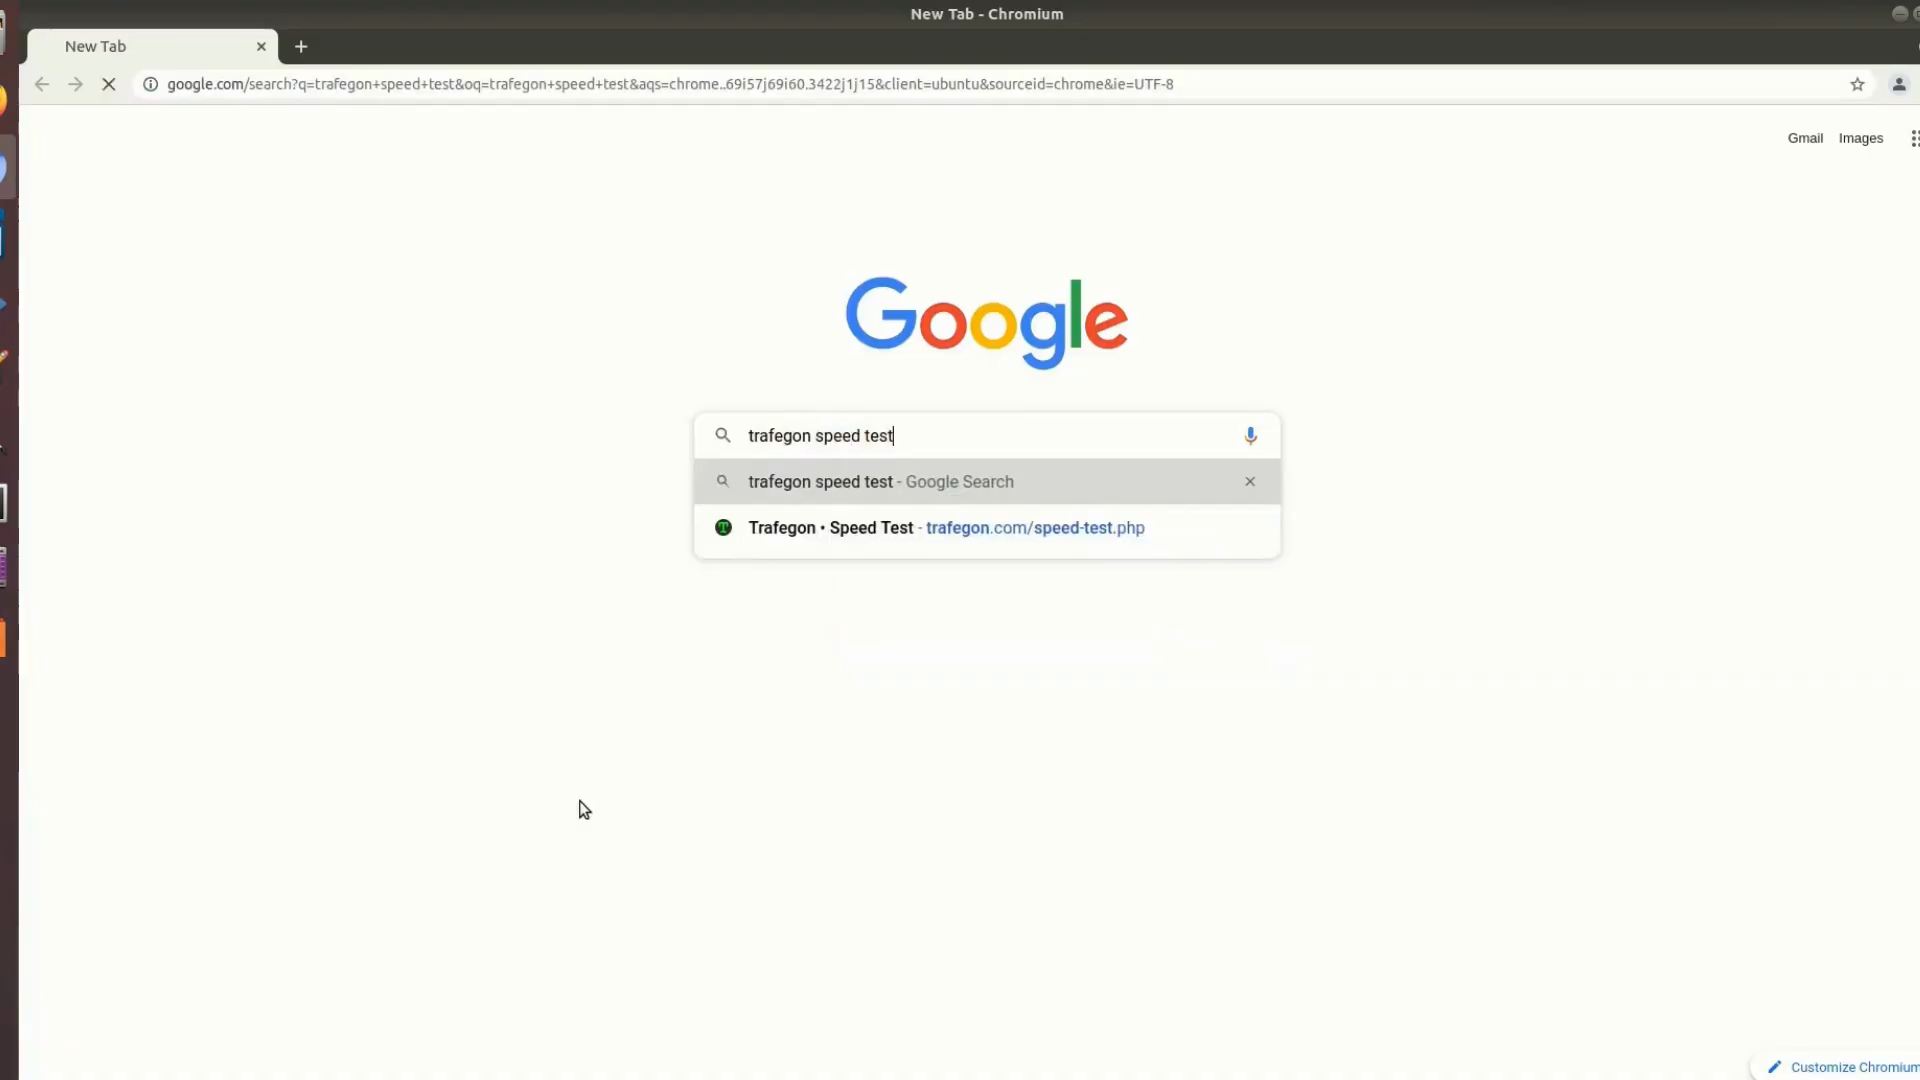 New Tab - Chromium
New Tab
google.com/search?q=trafegon+speed+test&oq=trafegon+speed+test&aqs=chrome..69i57j69i60.3422j1j15&client=ubuntu&sourceid=chrome&ie=UTF-8
Gmail Images
Google
trafegon speed test
trafegon speed test - Google Search
Trafegon • Speed Test - trafegon.com/speed-test.php
Customize Chromium